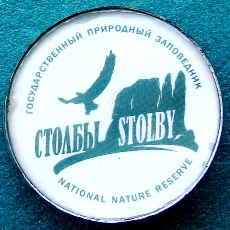 ГОСУДАРСТВЕННЫЙ ПРИРОДНЫЙ ЗАПОВЕДНИК
СТОЛБЫ STOLBY
NATIONAL NATURE RESERVE